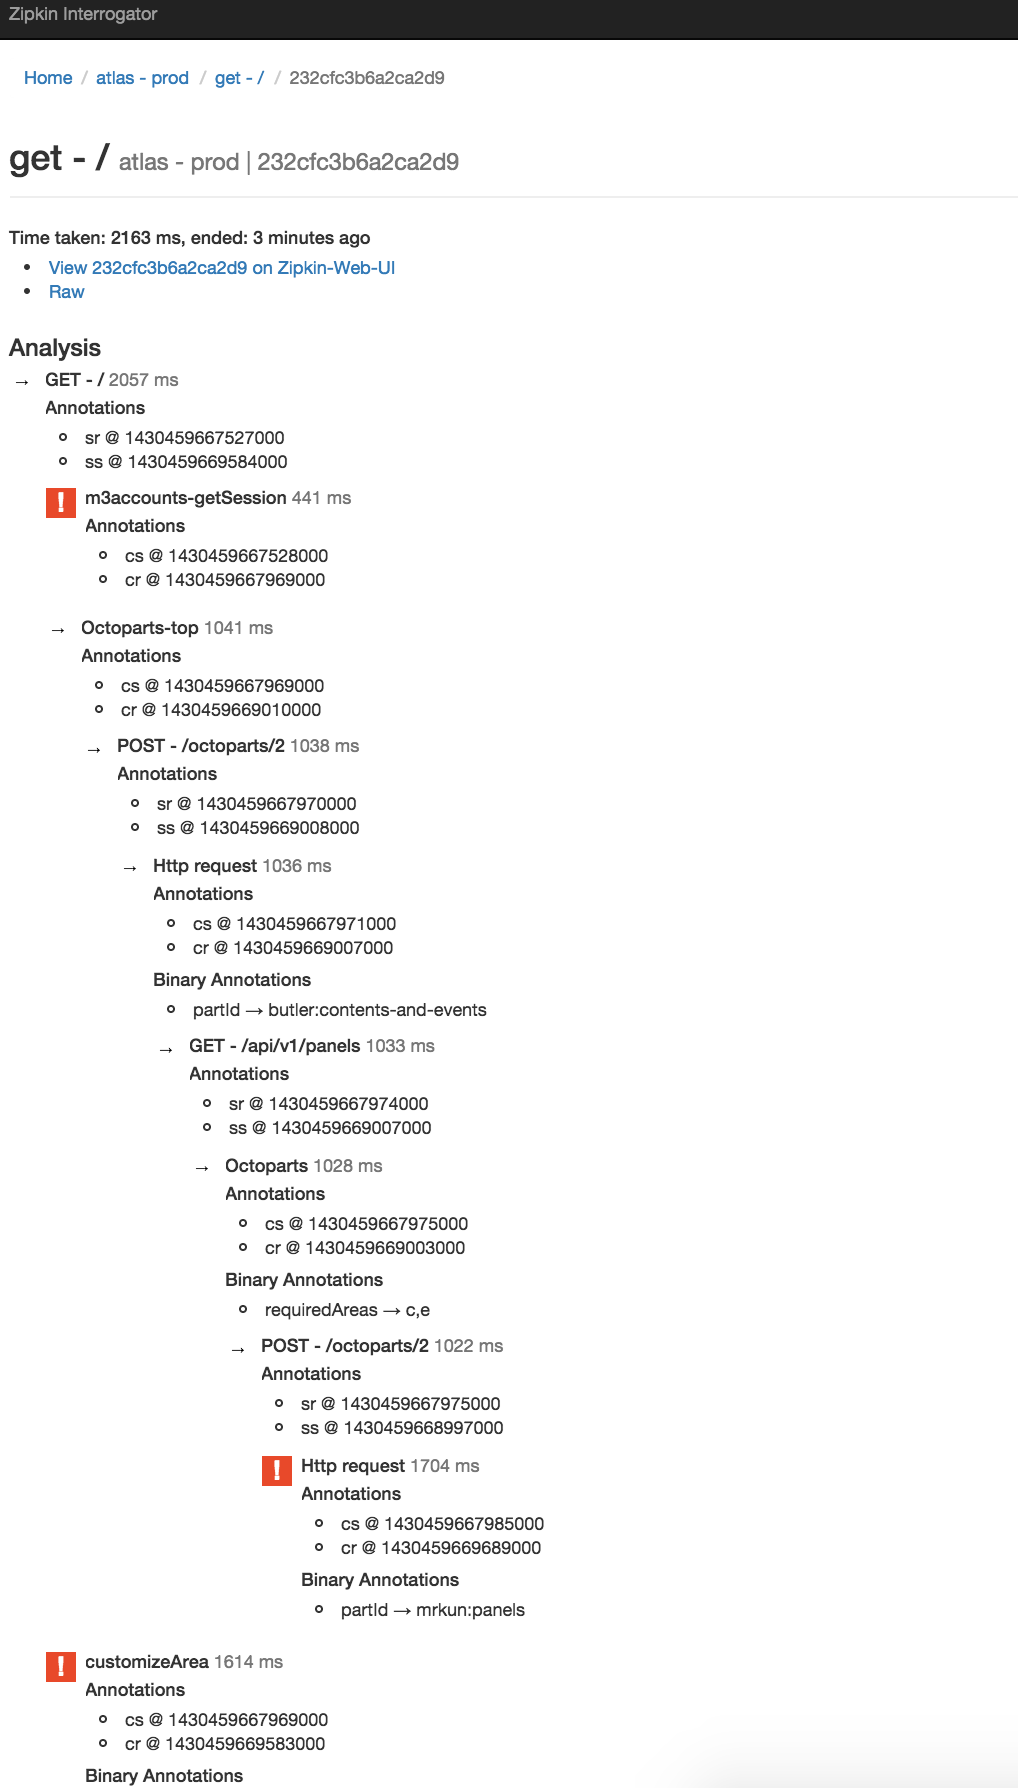 Zipkin Interrogator
Home / atlas - prod / get - / / 232cfc3b6a2ca2d9
get - / atlas - prod | 232cfc3b6a2ca2d9
Time taken: 2163 ms, ended: 3 minutes ago
• View 232cfc3b6a2ca2d9 on Zipkin-Web-UI
• Raw
Analysis
→ GET - / 2057 ms
Annotations
sr @ 1430459667527000
ss @ 1430459669584000
! m3accounts-getSession 441 ms
Annotations
cs @ 1430459667528000
cr @ 1430459667969000
→ Octoparts-top 1041 ms
Annotations
cs @ 1430459667969000
cr @ 1430459669010000
→ POST - /octoparts/2 1038 ms
Annotations
sr @ 1430459667970000
ss @ 1430459669008000
→ Http request 1036 ms
Annotations
cs @ 1430459667971000
cr @ 1430459669007000
Binary Annotations
partId → butler:contents-and-events
→ GET - /api/v1/panels 1033 ms
Annotations
sr @ 1430459667974000
ss @ 1430459669007000
→ Octoparts 1028 ms
Annotations
cs @ 1430459667975000
cr @ 1430459669003000
Binary Annotations
requiredAreas → c,e
→ POST - /octoparts/2 1022 ms
Annotations
sr @ 1430459667975000
ss @ 1430459668997000
! Http request 1704 ms
Annotations
cs @ 1430459667985000
cr @ 1430459669689000
Binary Annotations
partId → mrkun:panels
! customizeArea 1614 ms
Annotations
cs @ 1430459667969000
cr @ 1430459669583000
Binary Annotations